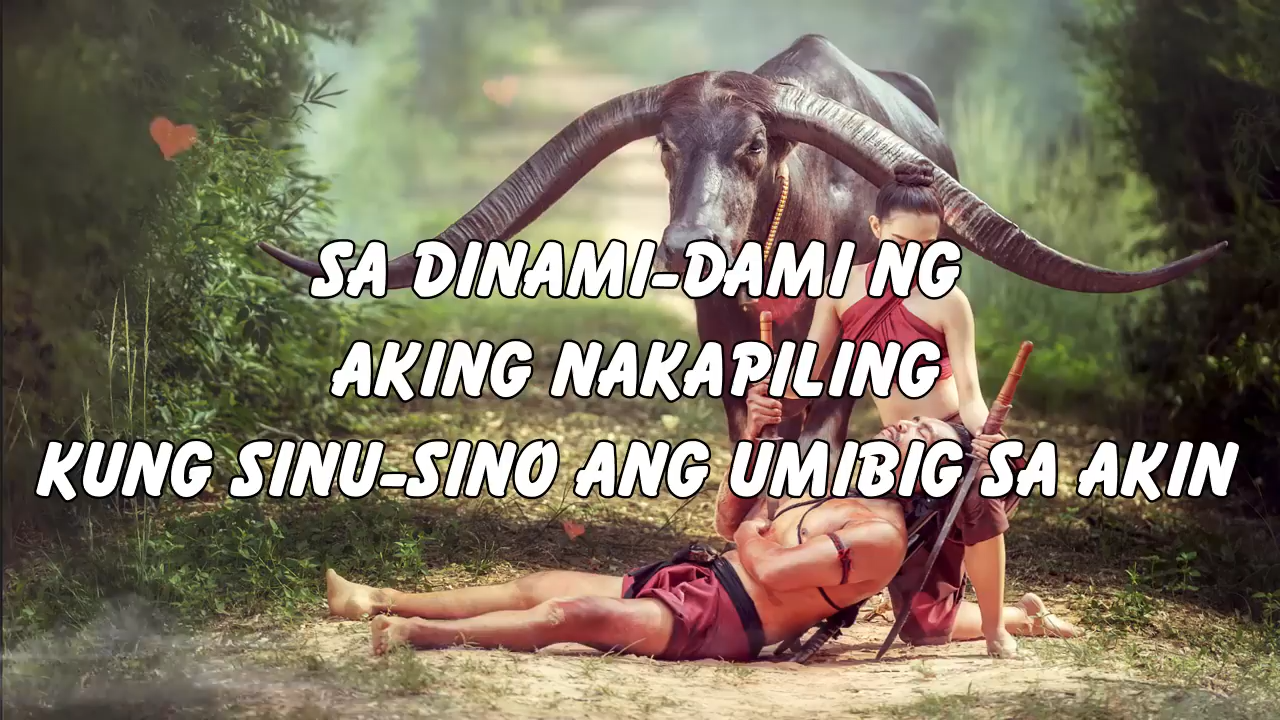 SA DINAMI-DAMI NG
AKING NAKAPILING
KUNG SINU-SINO ANG UMIBIG SA AKIN